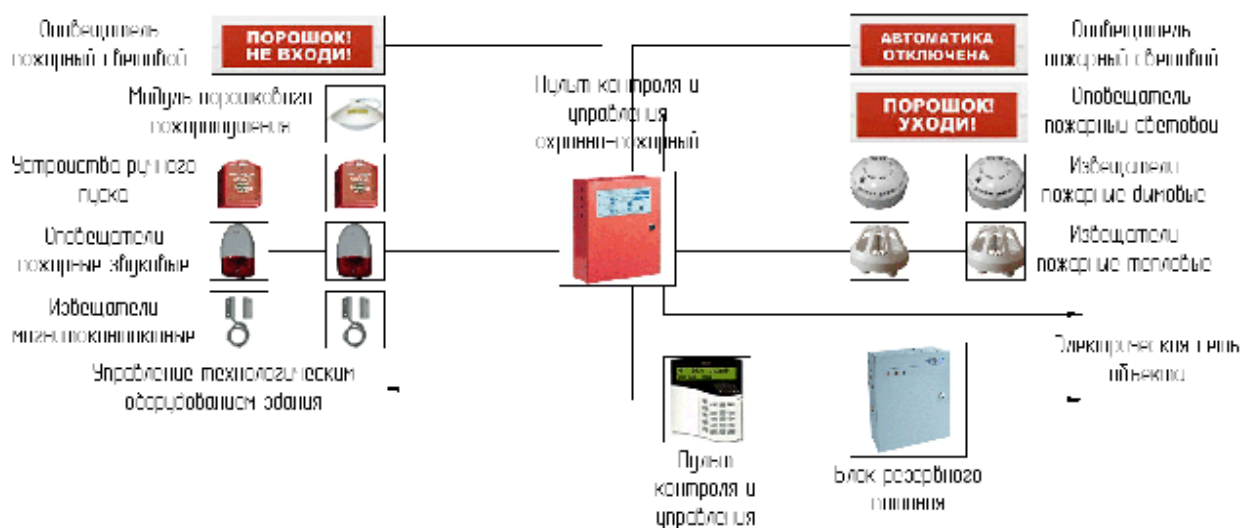 Оповещатель
пожарный световой
ПОРОШОК!
НЕ ВХОДИ!
Модуль порошкового
пожаротушения
Устройства ручного
пуска
Оповещатели
пожарные звуковые
Извещатели
магнитоконтактные
Управление технологическим
оборудованием здания
Пульт контроля и
управления
охранно-пожарный
Пульт
контроля и
управления
АВТОМАТИКА
ОТКЛЮЧЕНА
Оповещатель
пожарный световой
ПОРОШОК!
УХОДИ!
Оповещатель
пожарный световой
Извещатели
пожарные дымовые
Извещатели
пожарные тепловые
Электрическая сеть
объекта
Блок резервного
питания